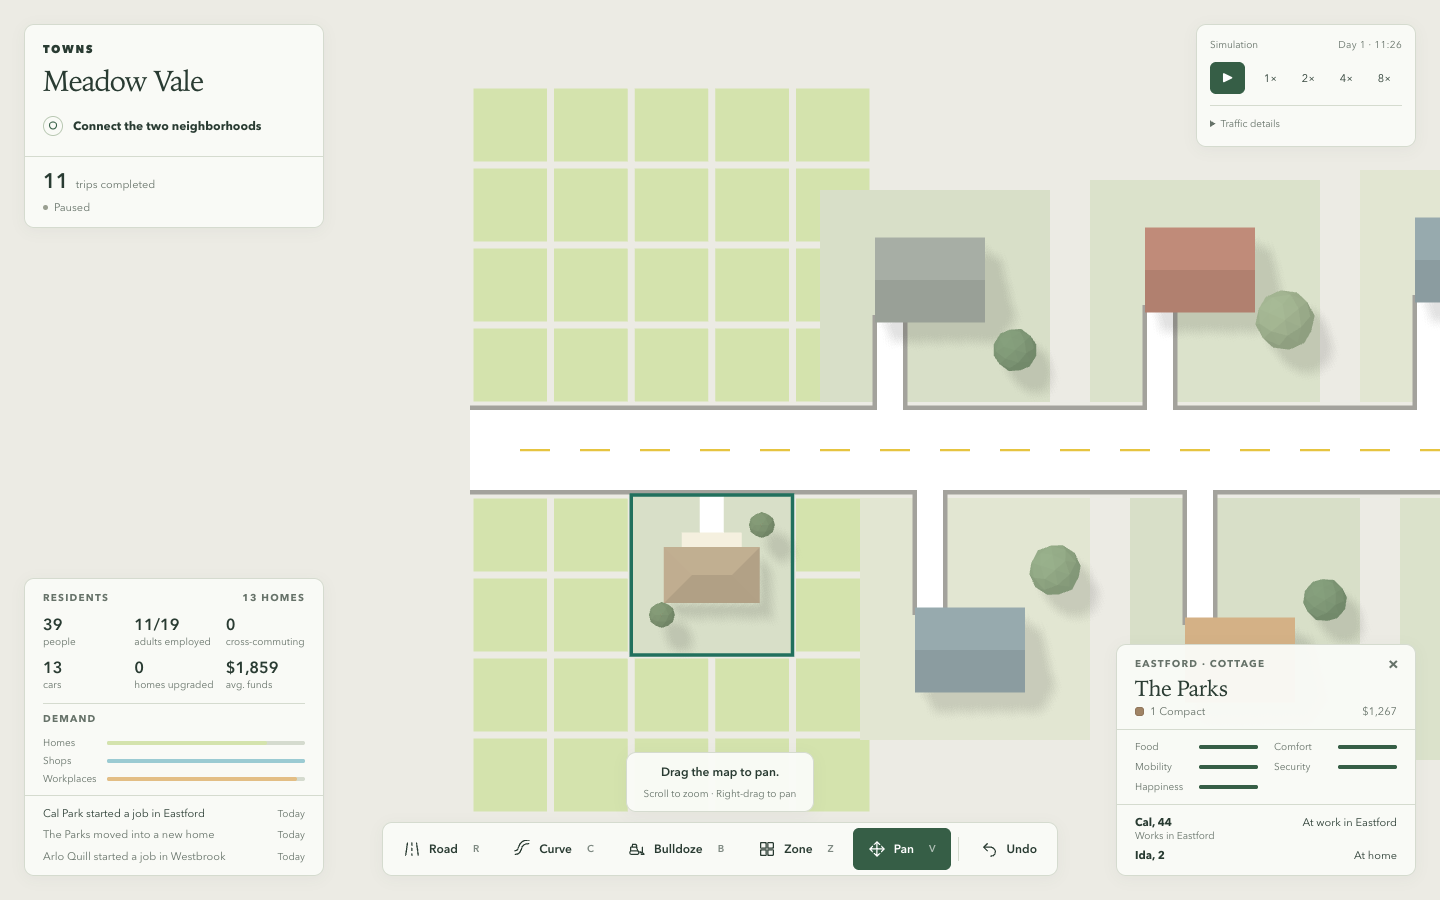 TOWNS
Meadow Vale
Connect the two neighborhoods
11 trips completed
Paused
Simulation Day 1 · 11:26
1× 2× 4× 8×
Traffic details
RESIDENTS 13 HOMES
39 11/19 0
people adults employed cross-commuting
13 0 $1,859
cars homes upgraded avg. funds
DEMAND
Homes
Shops
Workplaces
Cal Park started a job in Eastford Today
The Parks moved into a new home Today
Arlo Quill started a job in Westbrook Today
Drag the map to pan.
Scroll to zoom · Right-drag to pan
Road R Curve C Bulldoze B Zone Z Pan V Undo
EASTFORD · COTTAGE
The Parks
1 Compact $1,267
Food Comfort
Mobility Security
Happiness
Cal, 44 At work in Eastford
Works in Eastford
Ida, 2 At home